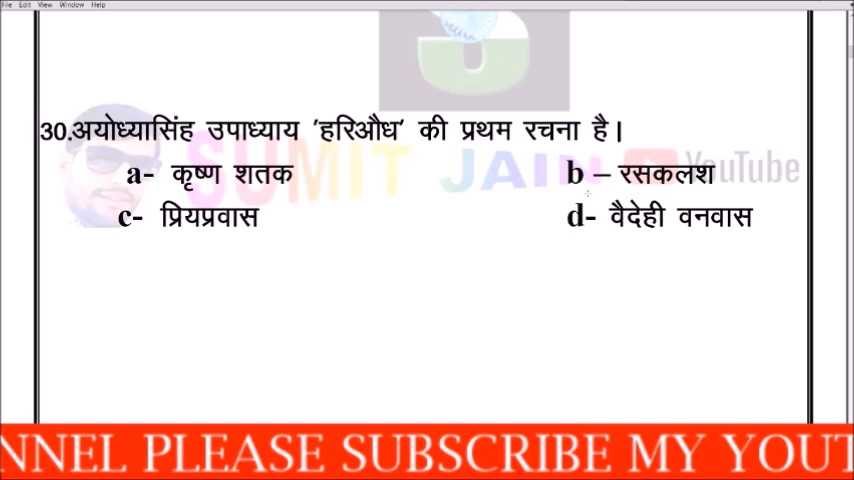 File Edit View Window Help
30.अयोध्यासिंह उपाध्याय 'हरिऔध' की प्रथम रचना है।
SUMIT JAIN YouTube
a- कृष्ण शतक b – रसकलश
c- प्रियप्रवास d- वैदेही वनवास
NNEL PLEASE SUBSCRIBE MY YOUT